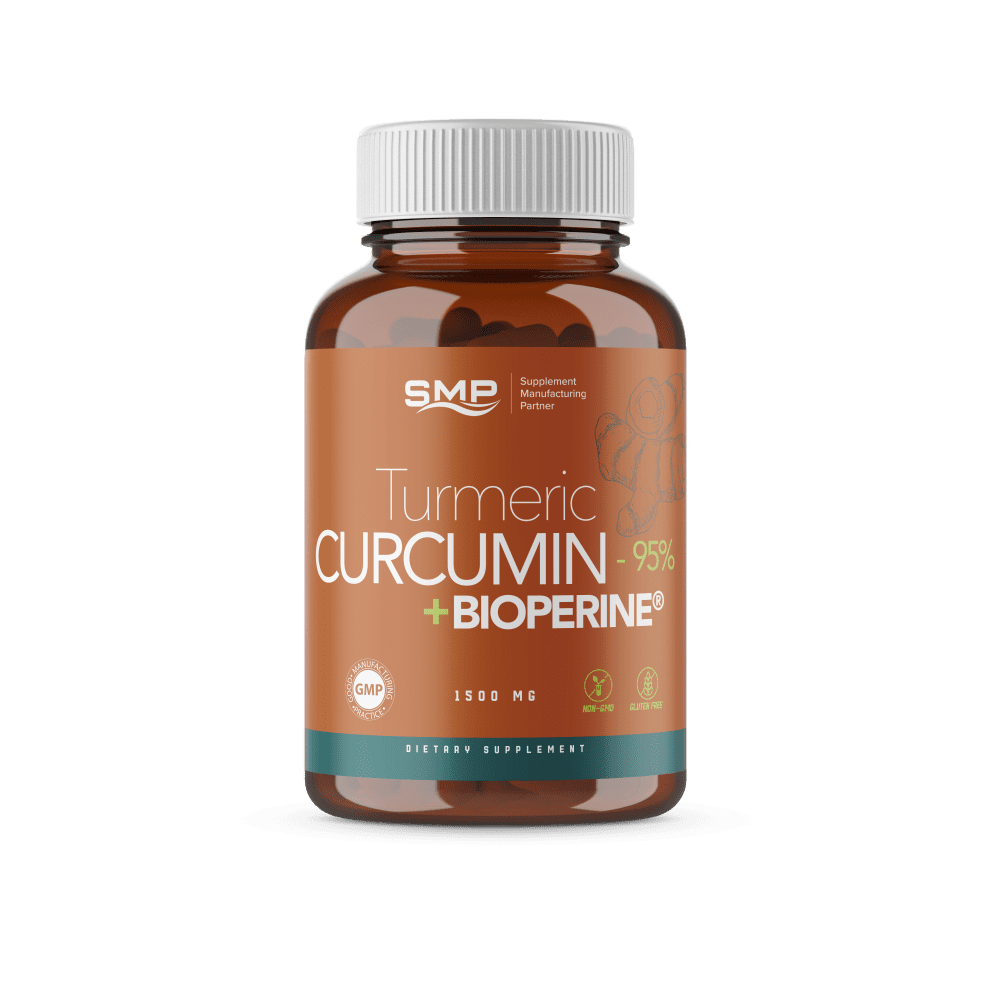 SMP
Supplement
Manufacturing
Partner
Turmeric
CURCUMIN - 95%
+BIOPERINE®
GOOD • MANUFACTURING • PRACTICE •
GMP
1500 MG
NON-GMO
GLUTEN FREE
DIETARY SUPPLEMENT